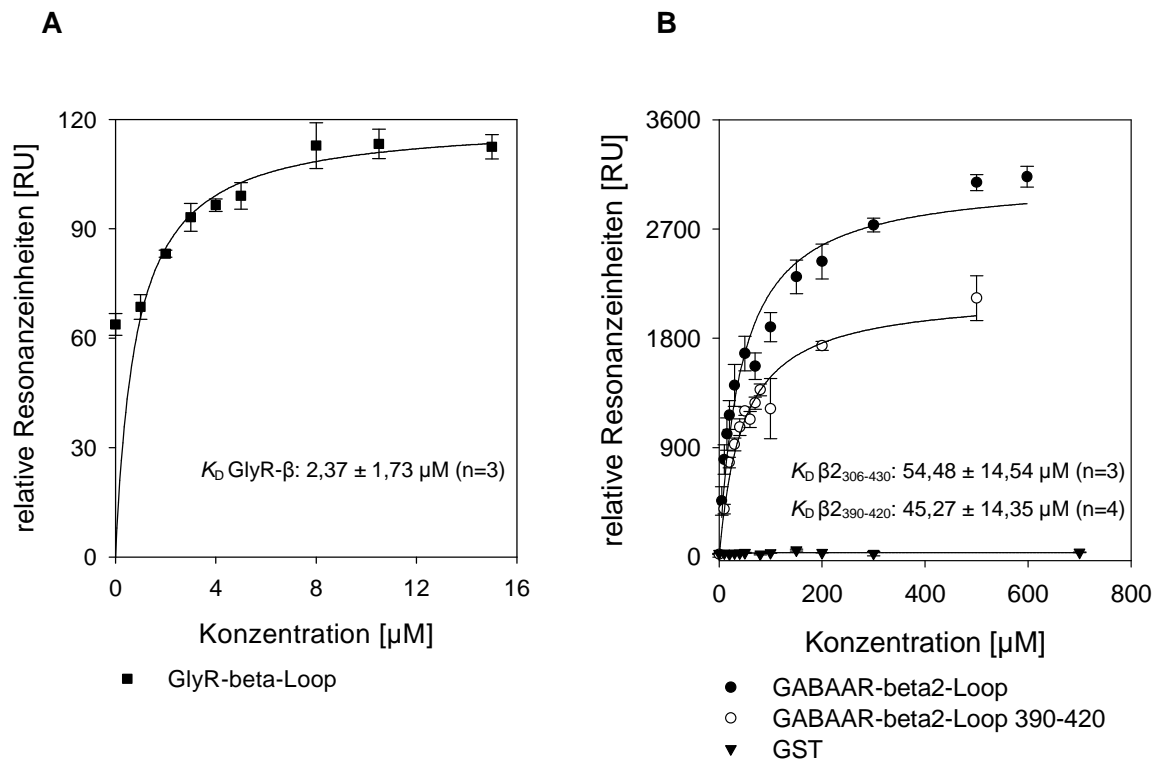 A
relative Resonanzeinheiten [RU]
120
90
60
30
0
K_D GlyR-β: 2,37 ± 1,73 µM (n=3)
0 4 8 12 16
Konzentration [µM]
GlyR-beta-Loop
B
relative Resonanzeinheiten [RU]
3600
2700
1800
900
0
K_D β2_306-430: 54,48 ± 14,54 µM (n=3)
K_D β2_390-420: 45,27 ± 14,35 µM (n=4)
0 200 400 600 800
Konzentration [µM]
GABAAR-beta2-Loop
GABAAR-beta2-Loop 390-420
GST